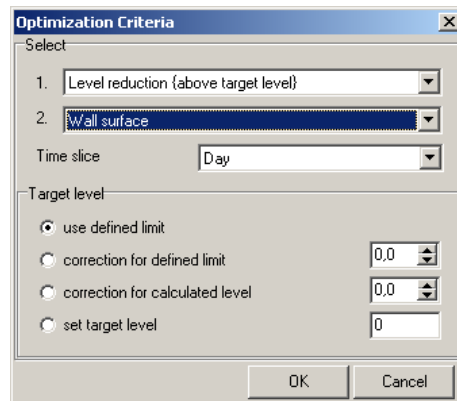 Optimization Criteria
Select
1. Level reduction {above target level}
2. Wall surface
Time slice Day
Target level
use defined limit
correction for defined limit 0,0
correction for calculated level 0,0
set target level 0
OK Cancel